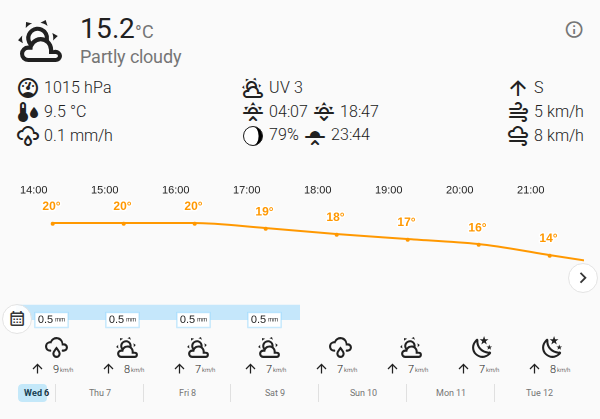 15.2°C
Partly cloudy
1015 hPa UV 3 S
9.5 °C 04:07 18:47 5 km/h
0.1 mm/h 79% 23:44 8 km/h
14:00 15:00 16:00 17:00 18:00 19:00 20:00 21:00
20° 20° 20° 19° 18° 17° 16° 14°
0.5 mm 0.5 mm 0.5 mm 0.5 mm
9 km/h 8 km/h 7 km/h 7 km/h 7 km/h 7 km/h 7 km/h 8 km/h
Wed 6 Thu 7 Fri 8 Sat 9 Sun 10 Mon 11 Tue 12